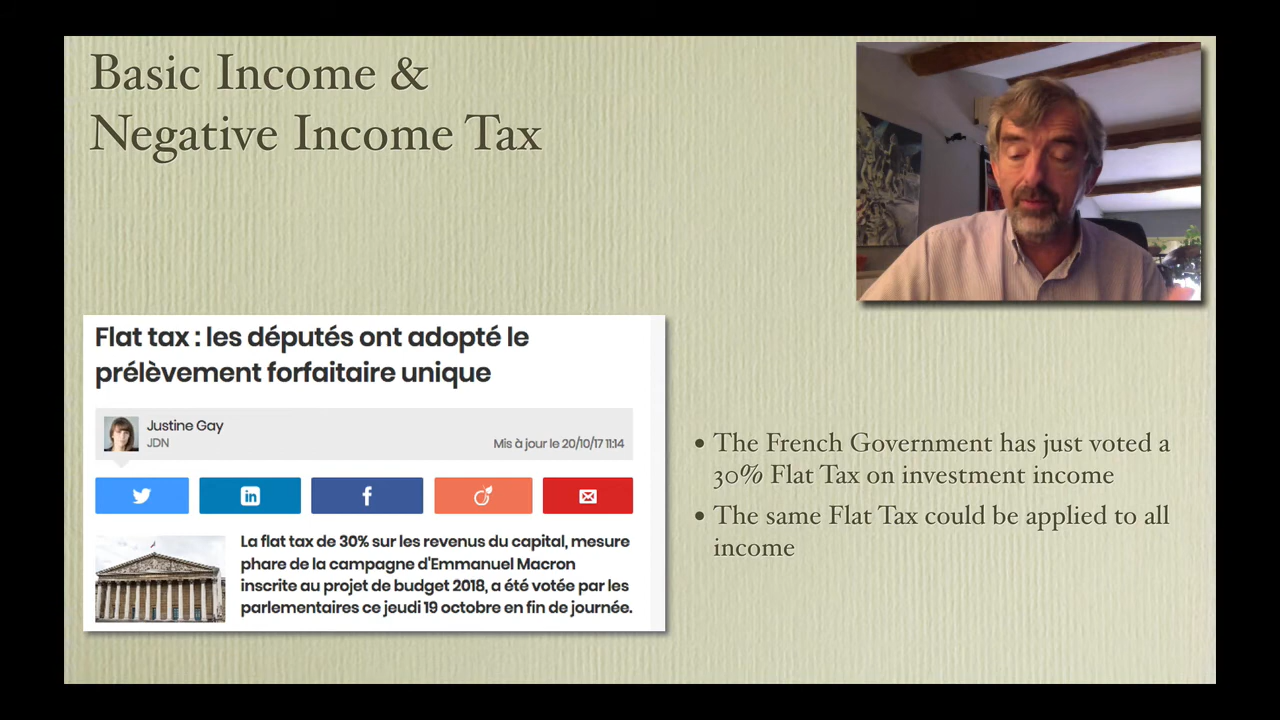 Basic Income &
Negative Income Tax
Flat tax : les députés ont adopté le
prélèvement forfaitaire unique
Justine Gay
JDN
Mis à jour le 20/10/17 11:14
in
f
La flat tax de 30% sur les revenus du capital, mesure
phare de la campagne d'Emmanuel Macron
inscrite au projet de budget 2018, a été votée par les
parlementaires ce jeudi 19 octobre en fin de journée.
• The French Government has just voted a
30% Flat Tax on investment income
• The same Flat Tax could be applied to all
income